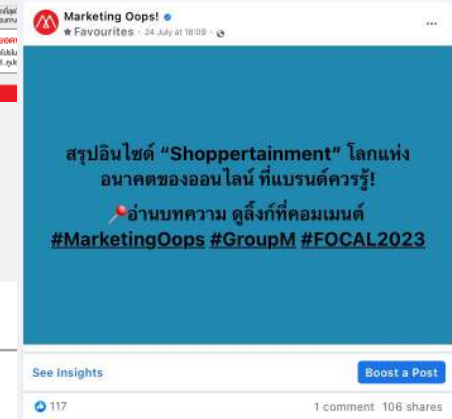 Marketing Oops!
Favourites · 24 July at 18:09
สรุปอินไซต์ “Shoppertainment” โลกแห่ง
อนาคตของออนไลน์ ที่แบรนด์ควรรู้!
📌อ่านบทความ ดูลิ้งก์ที่คอมเมนต์
#MarketingOops #GroupM #FOCAL2023
See Insights
Boost a Post
117
1 comment 106 shares